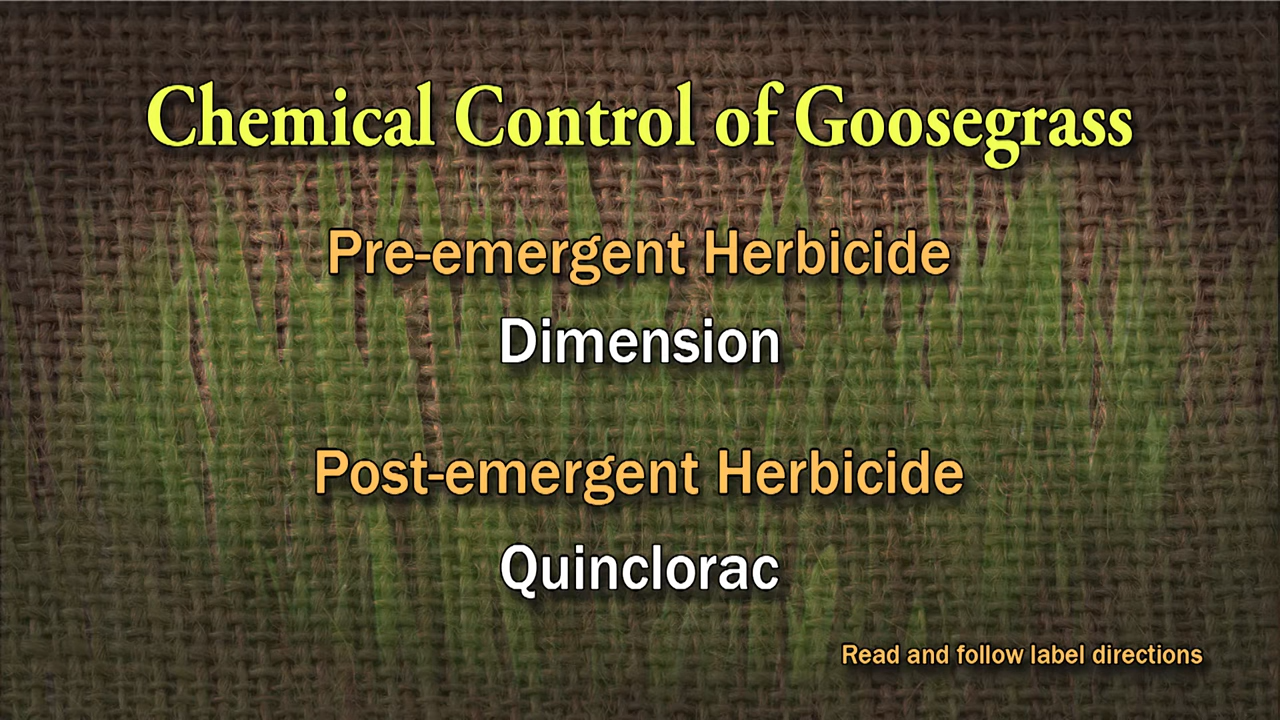 Chemical Control of Goosegrass
Pre-emergent Herbicide
Dimension
Post-emergent Herbicide
Quinclorac
Read and follow label directions